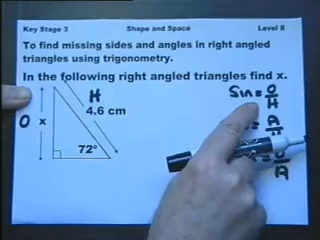 Key Stage 3 Shape and Space Level 8
To find missing sides and angles in right angled
triangles using trigonometry.
In the following right angled triangles find x.
H
Sin = O/H
4.6 cm
O x
= A/H
72°
O/A